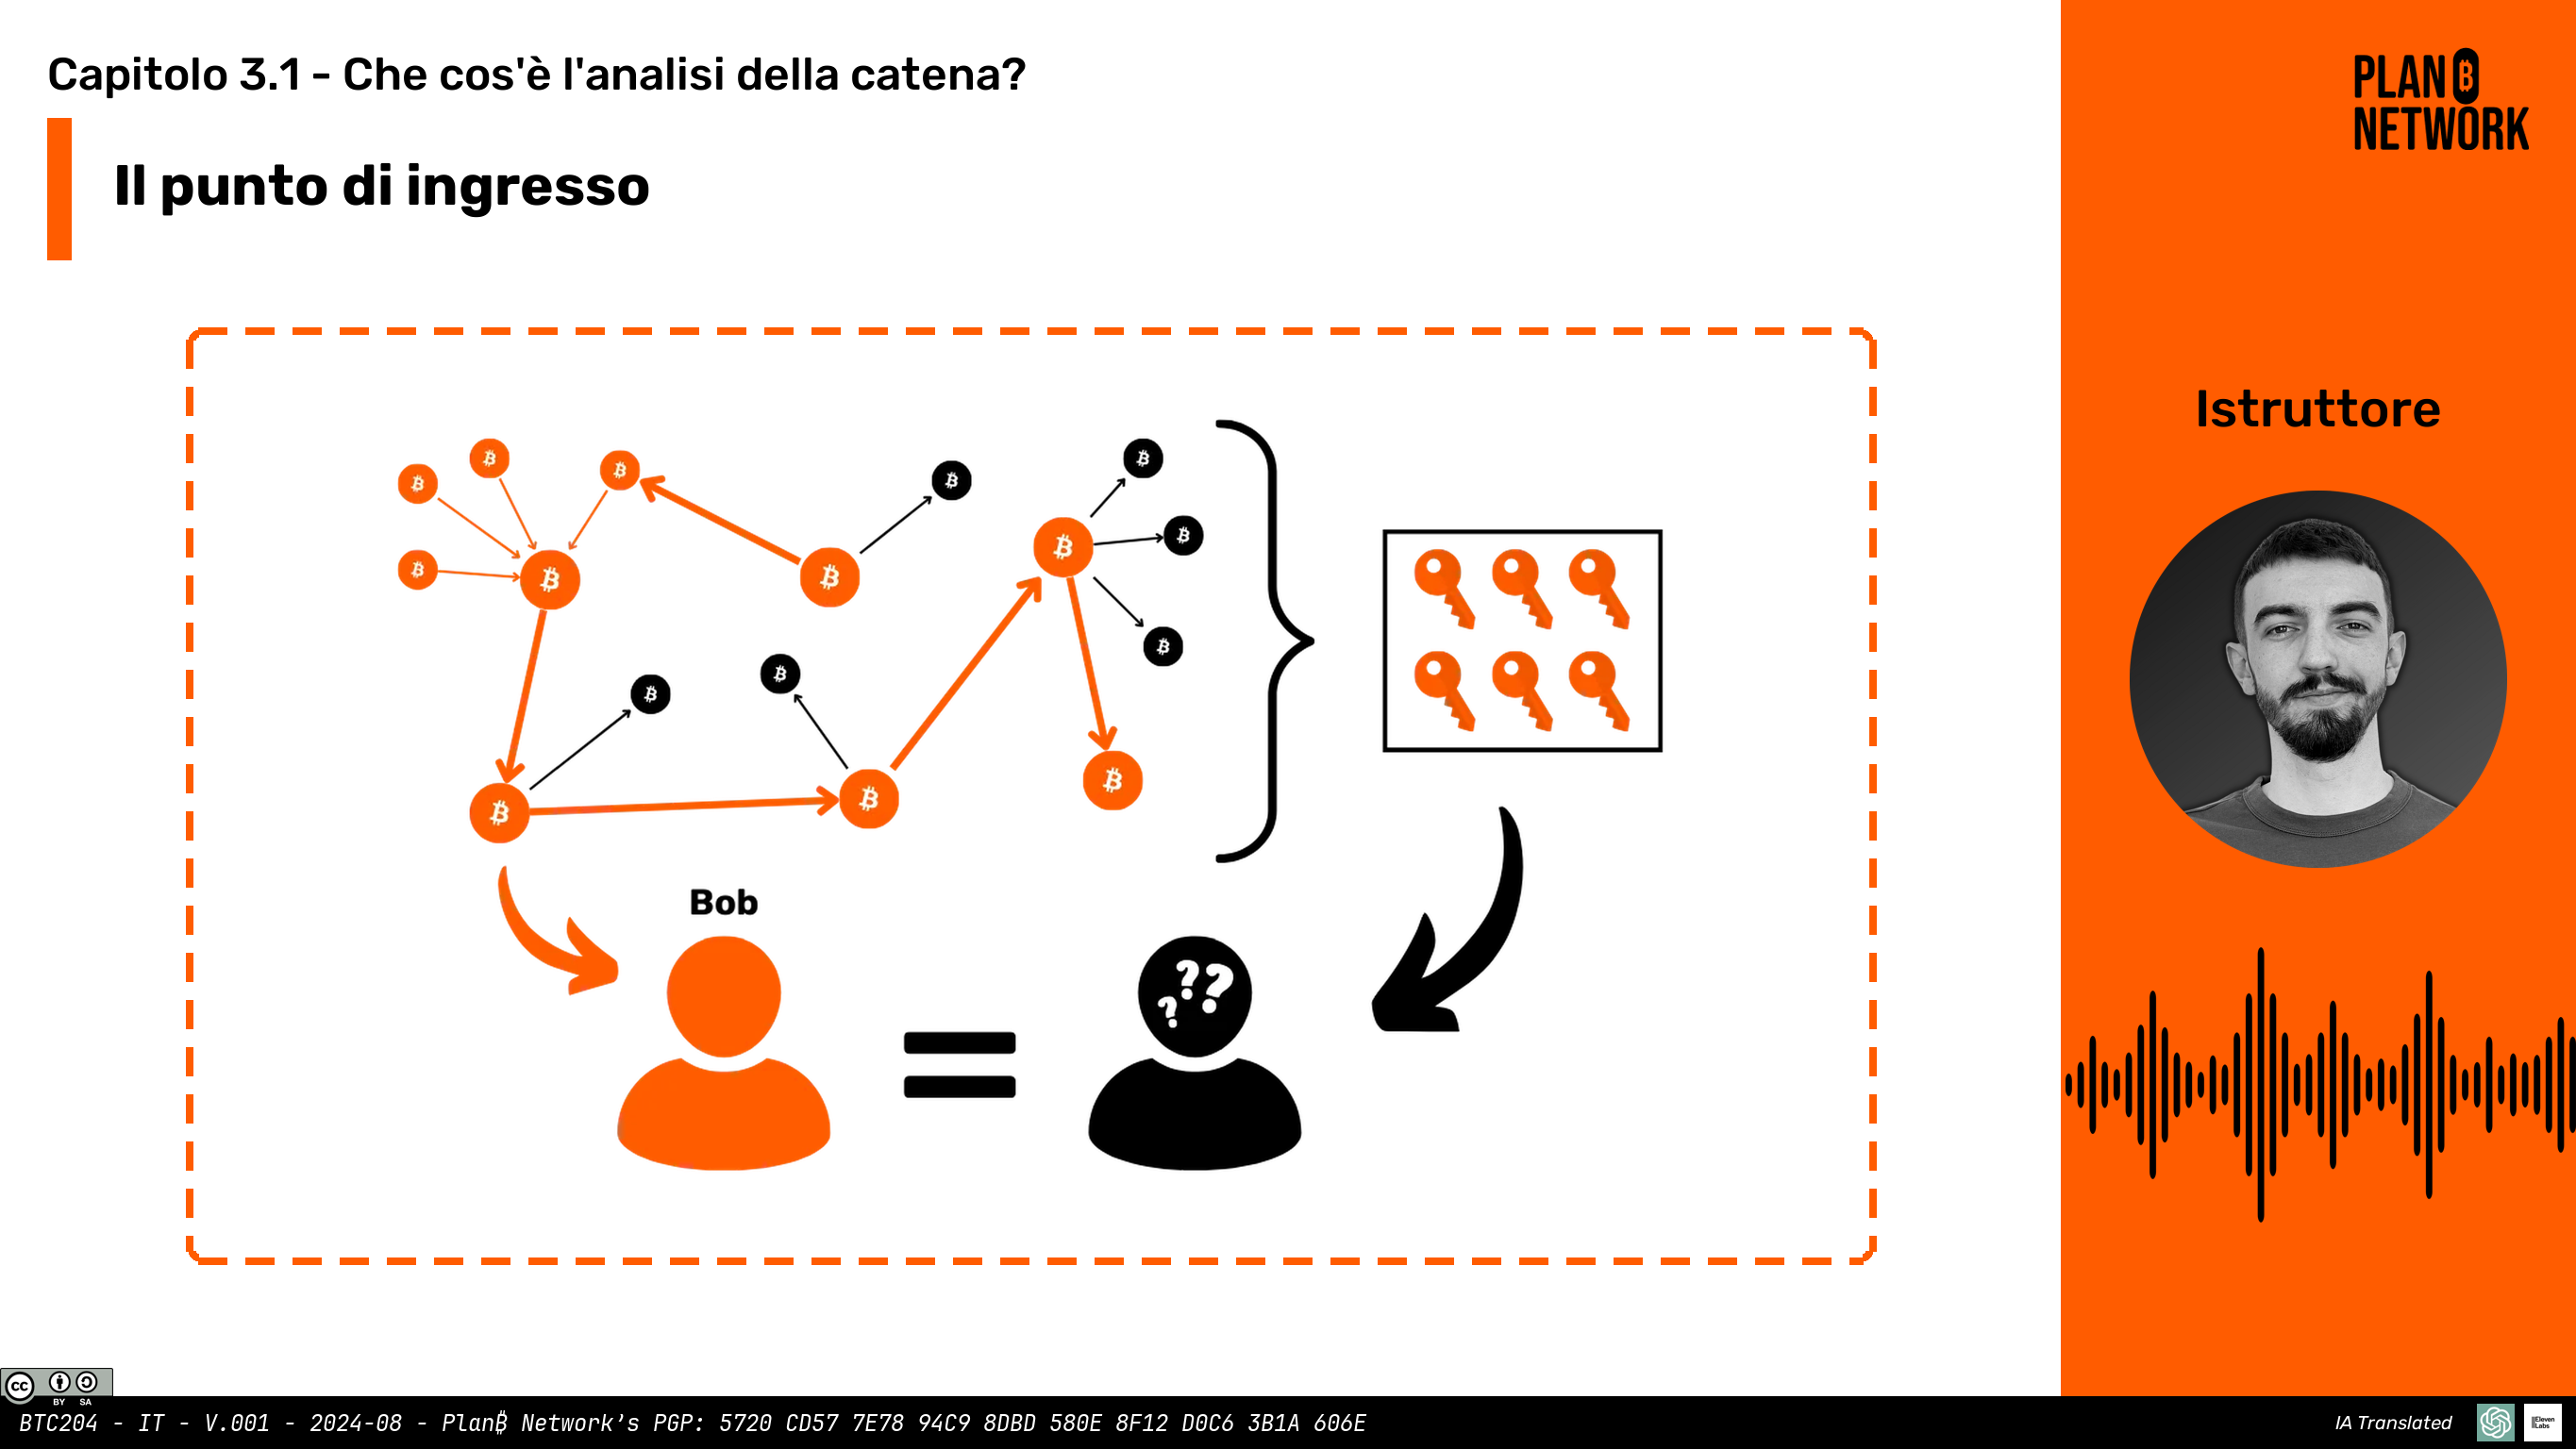 Capitolo 3.1 - Che cos'è l'analisi della catena?
PLAN ₿
NETWORK
Il punto di ingresso
Istruttore
Bob
???
cc
BY SA
BTC204 - IT - V.001 - 2024-08 - Plan₿ Network's PGP: 5720 CD57 7E78 94C9 8DBD 580E 8F12 D0C6 3B1A 606E
IA Translated
ElevenLabs